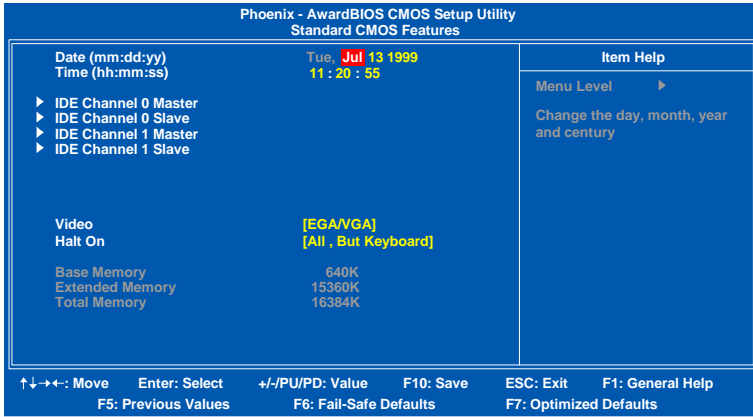 Phoenix - AwardBIOS CMOS Setup Utility
Standard CMOS Features
Date (mm:dd:yy) Tue, Jul 13 1999
Time (hh:mm:ss) 11 : 20 : 55
IDE Channel 0 Master
IDE Channel 0 Slave
IDE Channel 1 Master
IDE Channel 1 Slave
Video [EGA/VGA]
Halt On [All , But Keyboard]
Base Memory 640K
Extended Memory 15360K
Total Memory 16384K
Item Help
Menu Level
Change the day, month, year
and century
↑↓→←: Move Enter: Select +/-/PU/PD: Value F10: Save ESC: Exit F1: General Help
F5: Previous Values F6: Fail-Safe Defaults F7: Optimized Defaults